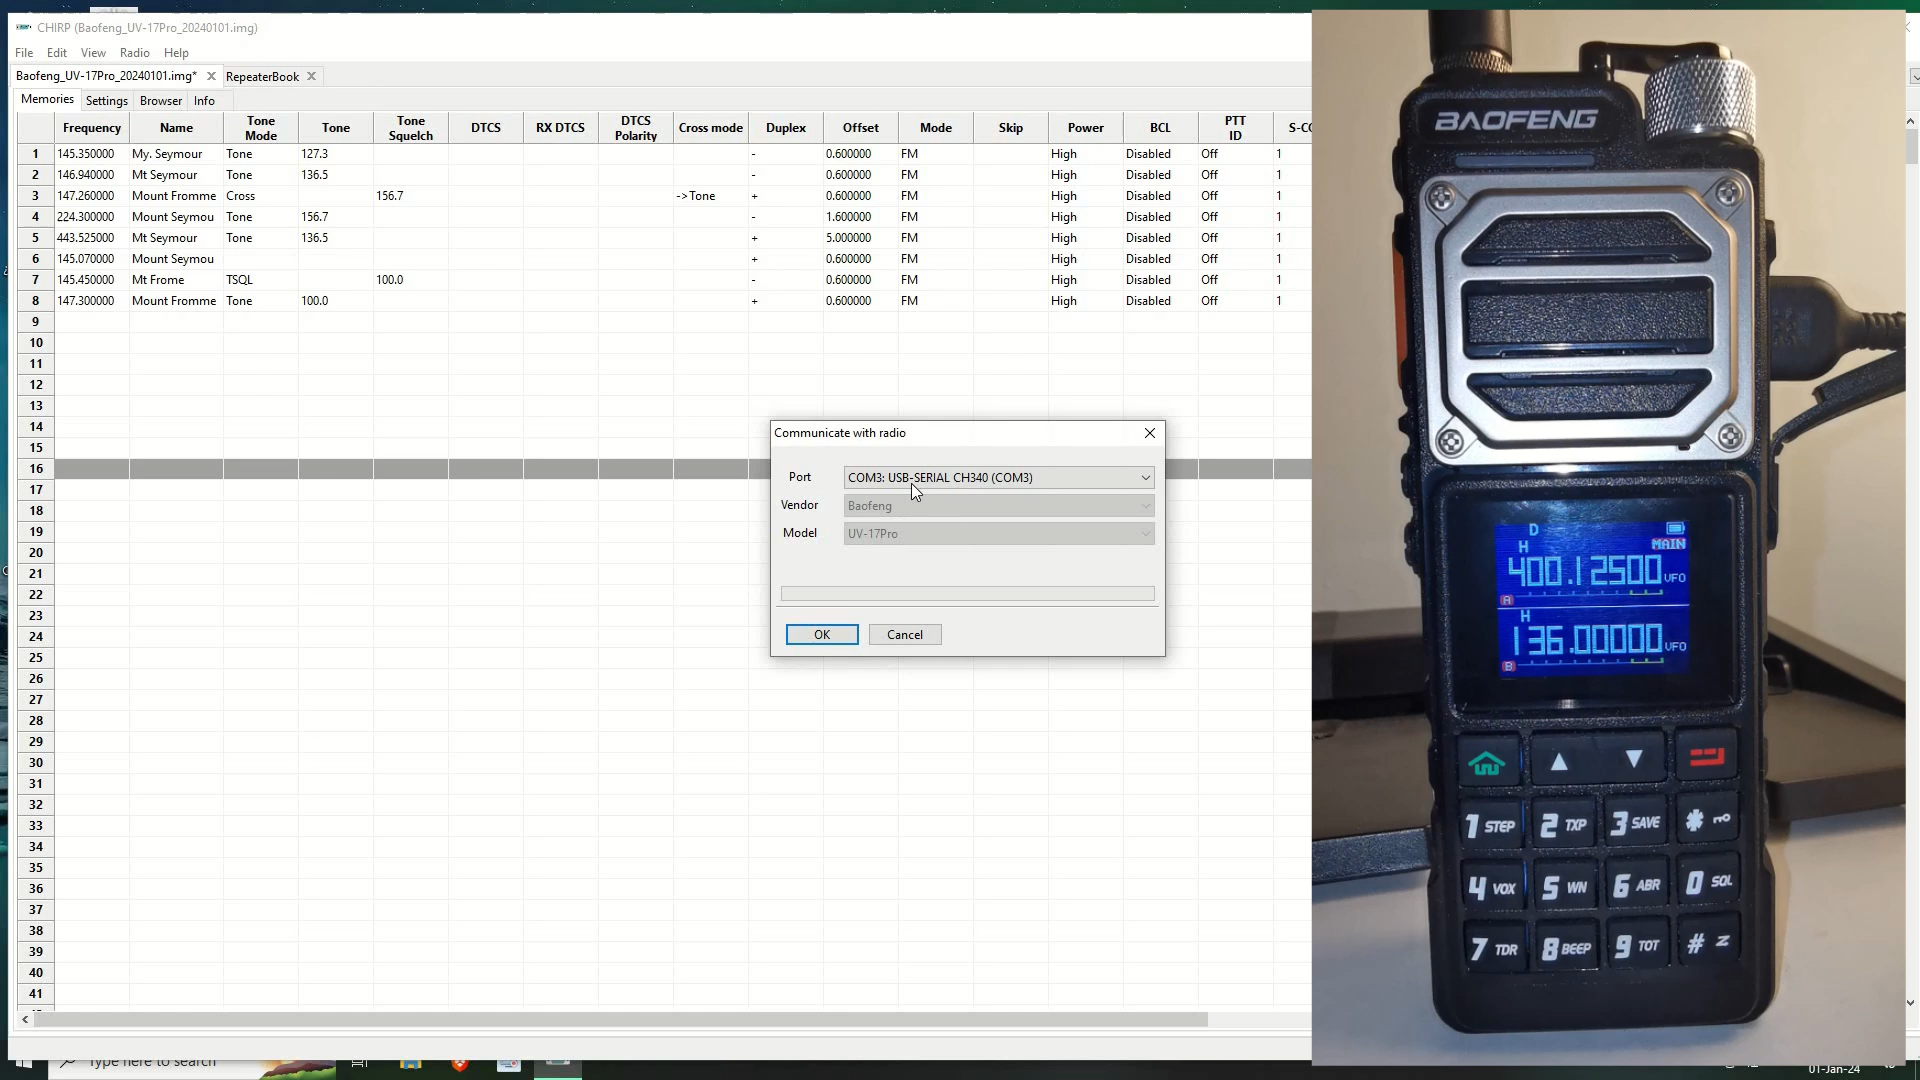 CHIRP (Baofeng_UV-17Pro_20240101.img)
File Edit View Radio Help
Baofeng_UV-17Pro_20240101.img* RepeaterBook
Memories Settings Browser Info
Frequency Name Tone Mode Tone Tone Squelch DTCS RX DTCS DTCS Polarity Cross mode Duplex Offset Mode Skip Power BCL PTT ID
1 145.350000 My. Seymour Tone 127.3 - 0.600000 FM High Disabled Off 1
2 146.940000 Mt Seymour Tone 136.5 - 0.600000 FM High Disabled Off 1
3 147.260000 Mount Fromme Cross 156.7 ->Tone + 0.600000 FM High Disabled Off 1
4 224.300000 Mount Seymou Tone 156.7 - 1.600000 FM High Disabled Off 1
5 443.525000 Mt Seymour Tone 136.5 + 5.000000 FM High Disabled Off 1
6 145.070000 Mount Seymou + 0.600000 FM High Disabled Off 1
7 145.450000 Mt Frome TSQL 100.0 - 0.600000 FM High Disabled Off 1
8 147.300000 Mount Fromme Tone 100.0 + 0.600000 FM High Disabled Off 1
9
10
11
12
13
14
15
16
17
18
19
20
21
22
23
24
25
26
27
28
29
30
31
32
33
34
35
36
37
38
39
40
41
Communicate with radio
Port COM3: USB-SERIAL CH340 (COM3)
Vendor Baofeng
Model UV-17Pro
OK Cancel
Type here to search
01-Jan-24
BAOFENG
D
H MAIN
400.12500 VFO
A
H
136.00000 VFO
B
1 STEP 2 TXP 3 SAVE *
4 VOX 5 WN 6 ABR 0 SQL
7 TDR 8 BEEP 9 TOT # Z